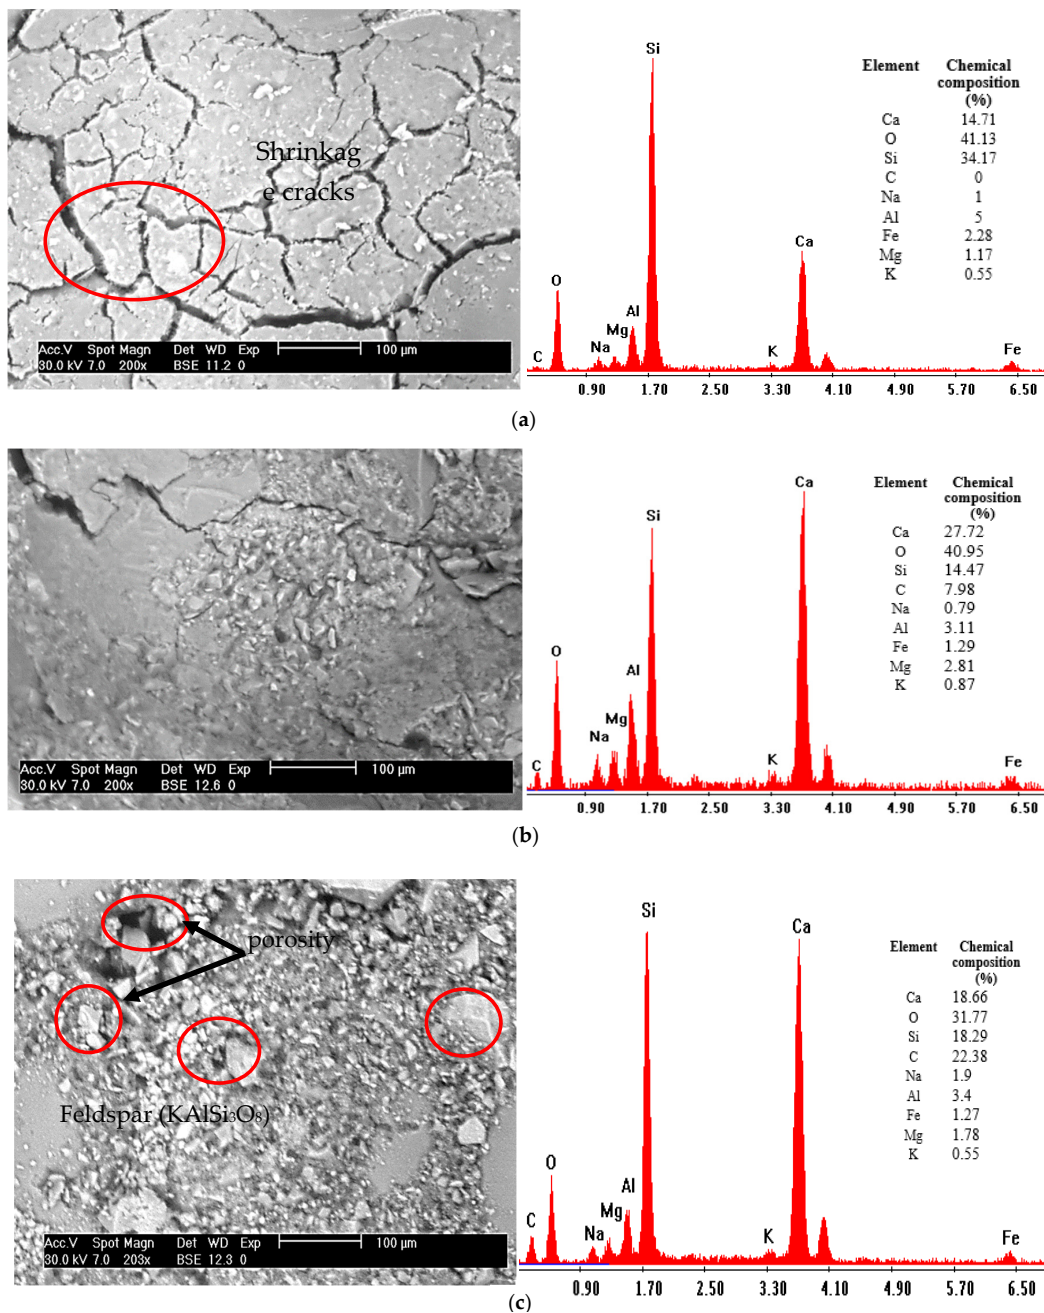 Shrinkag
e cracks
Acc.V Spot Magn Det WD Exp 100 µm
30.0 kV 7.0 200x BSE 11.2 0
Si
Ca
O
Al
Mg
Na
C
K
Fe
0.90 1.70 2.50 3.30 4.10 4.90 5.70 6.50
Element Chemical
composition
(%)
Ca 14.71
O 41.13
Si 34.17
C 0
Na 1
Al 5
Fe 2.28
Mg 1.17
K 0.55
(a)
Acc.V Spot Magn Det WD Exp 100 µm
30.0 kV 7.0 200x BSE 12.6 0
Ca
Si
O
Al
Mg
Na
C
K
Fe
0.90 1.70 2.50 3.30 4.10 4.90 5.70 6.50
Element Chemical
composition
(%)
Ca 27.72
O 40.95
Si 14.47
C 7.98
Na 0.79
Al 3.11
Fe 1.29
Mg 2.81
K 0.87
(b)
porosity
Feldspar (KAlSi₃O₈)
Acc.V Spot Magn Det WD Exp 100 µm
30.0 kV 7.0 203x BSE 12.3 0
Si
Ca
O
Al
Mg
C
Na
K
Fe
0.90 1.70 2.50 3.30 4.10 4.90 5.70 6.50
Element Chemical
composition
(%)
Ca 18.66
O 31.77
Si 18.29
C 22.38
Na 1.9
Al 3.4
Fe 1.27
Mg 1.78
K 0.55
(c)